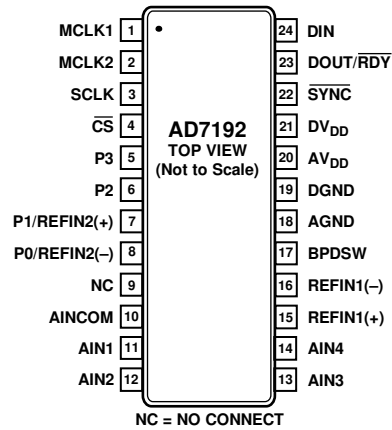 MCLK1 1
MCLK2 2
SCLK 3
C̅S̅ 4
P3 5
P2 6
P1/REFIN2(+) 7
P0/REFIN2(–) 8
NC 9
AINCOM 10
AIN1 11
AIN2 12
AD7192
TOP VIEW
(Not to Scale)
24 DIN
23 DOUT/R̅D̅Y̅
22 S̅Y̅N̅C̅
21 DVDD
20 AVDD
19 DGND
18 AGND
17 BPDSW
16 REFIN1(–)
15 REFIN1(+)
14 AIN4
13 AIN3
NC = NO CONNECT